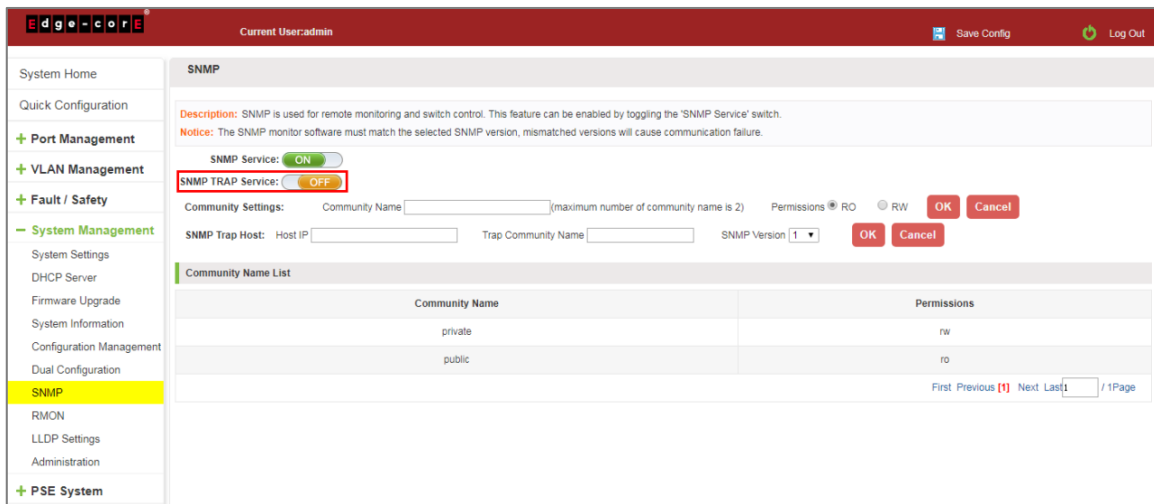 Edge-corE®
Current User:admin
Save Config
Log Out
System Home
Quick Configuration
+ Port Management
+ VLAN Management
+ Fault / Safety
− System Management
System Settings
DHCP Server
Firmware Upgrade
System Information
Configuration Management
Dual Configuration
SNMP
RMON
LLDP Settings
Administration
+ PSE System
SNMP
Description: SNMP is used for remote monitoring and switch control. This feature can be enabled by toggling the 'SNMP Service' switch.
Notice: The SNMP monitor software must match the selected SNMP version, mismatched versions will cause communication failure.
SNMP Service: ON
SNMP TRAP Service: OFF
Community Settings: Community Name (maximum number of community name is 2) Permissions RO RW OK Cancel
SNMP Trap Host: Host IP Trap Community Name SNMP Version 1 OK Cancel
Community Name List
Community Name Permissions
private rw
public ro
First Previous [1] Next Last 1 / 1Page